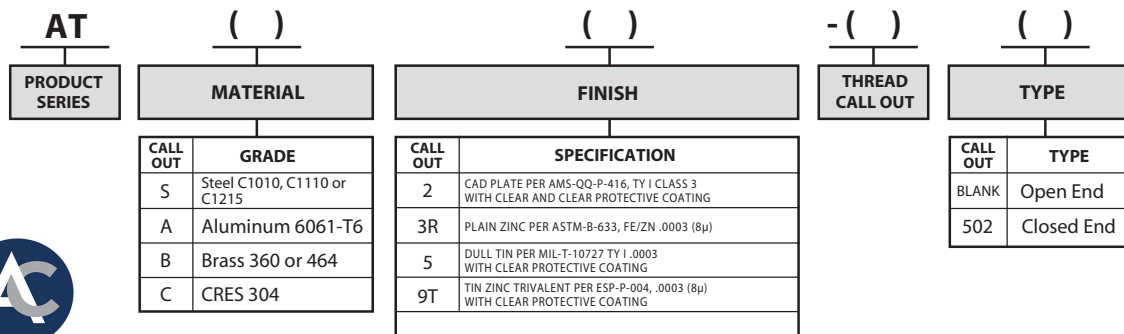 AT ( ) ( ) - ( ) ( )
PRODUCT
SERIES
MATERIAL
FINISH
THREAD
CALL OUT
TYPE
CALL
OUT
GRADE
S
Steel C1010, C1110 or
C1215
A
Aluminum 6061-T6
B
Brass 360 or 464
C
CRES 304
CALL
OUT
SPECIFICATION
2
CAD PLATE PER AMS-QQ-P-416, TY I CLASS 3
WITH CLEAR AND CLEAR PROTECTIVE COATING
3R
PLAIN ZINC PER ASTM-B-633, FE/ZN .0003 (8µ)
5
DULL TIN PER MIL-T-10727 TY I .0003
WITH CLEAR PROTECTIVE COATING
9T
TIN ZINC TRIVALENT PER ESP-P-004, .0003 (8µ)
WITH CLEAR PROTECTIVE COATING
CALL
OUT
TYPE
BLANK
Open End
502
Closed End
AC